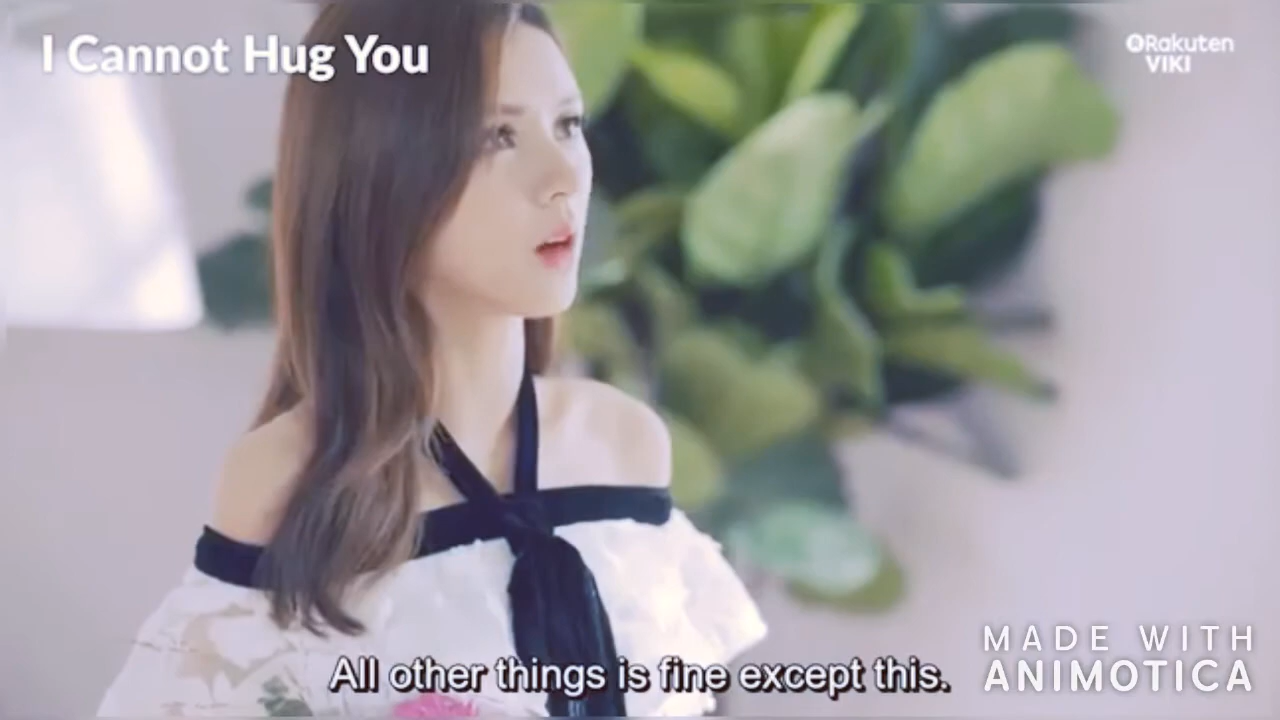 I Cannot Hug You
Rakuten
VIKI
All other things is fine except this.
MADE WITH
ANIMOTICA